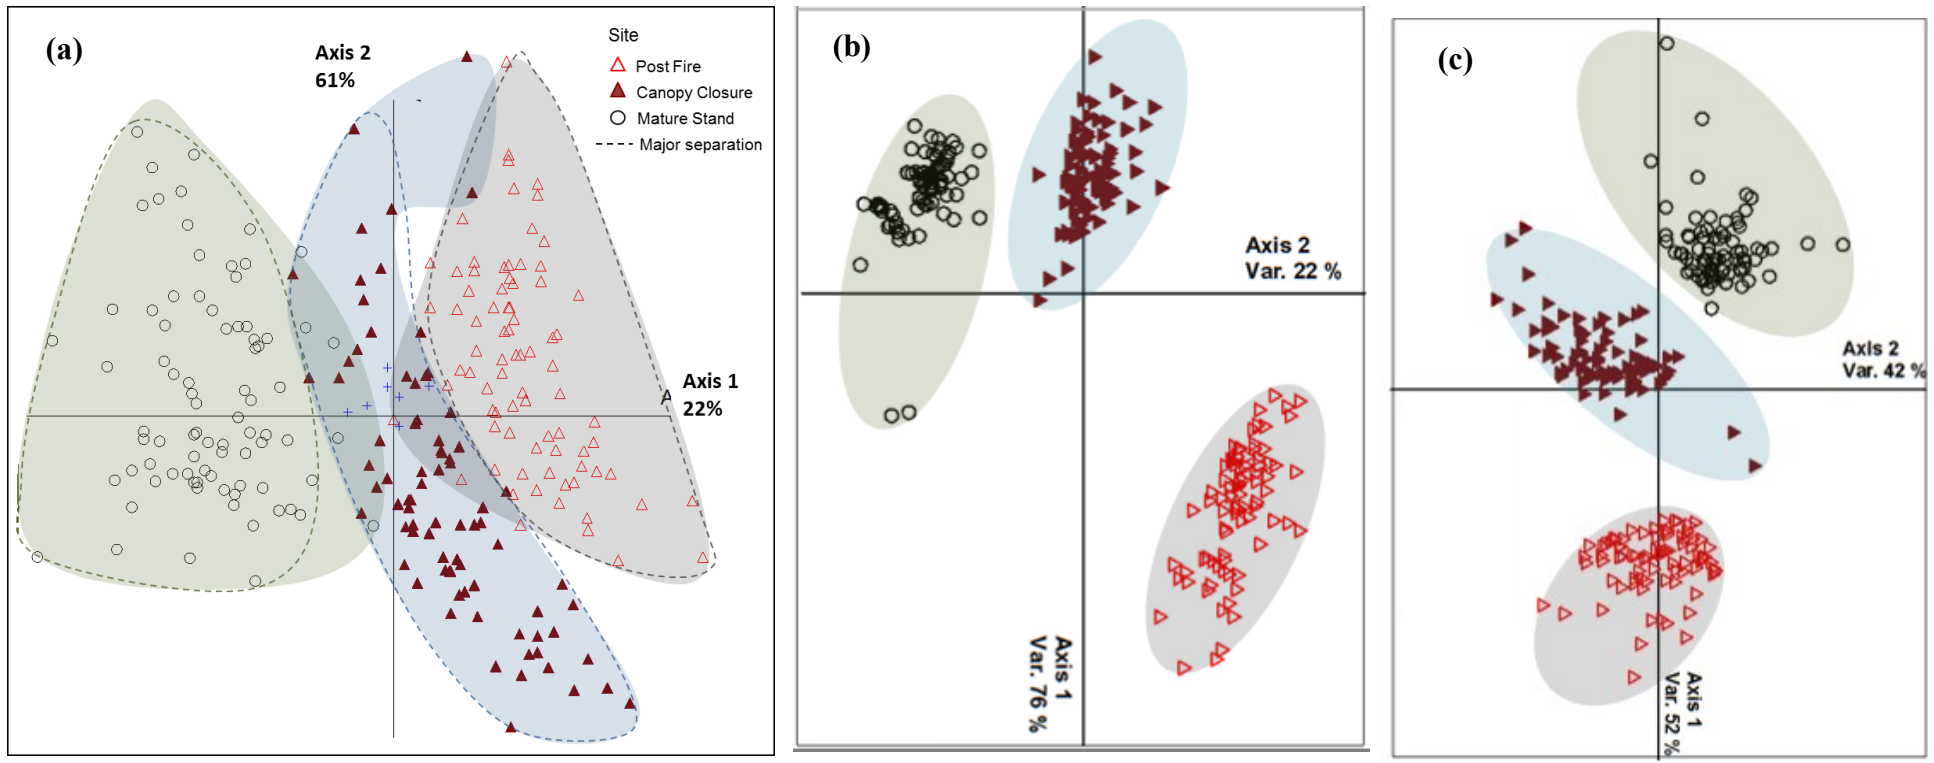 (a)
Axis 2
61%
Site
Post Fire
Canopy Closure
Mature Stand
Major separation
Axis 1
A
22%
(b)
Axis 2
Var. 22 %
Axis 1
Var. 76 %
(c)
Axis 2
Var. 42 %
Axis 1
Var. 52 %